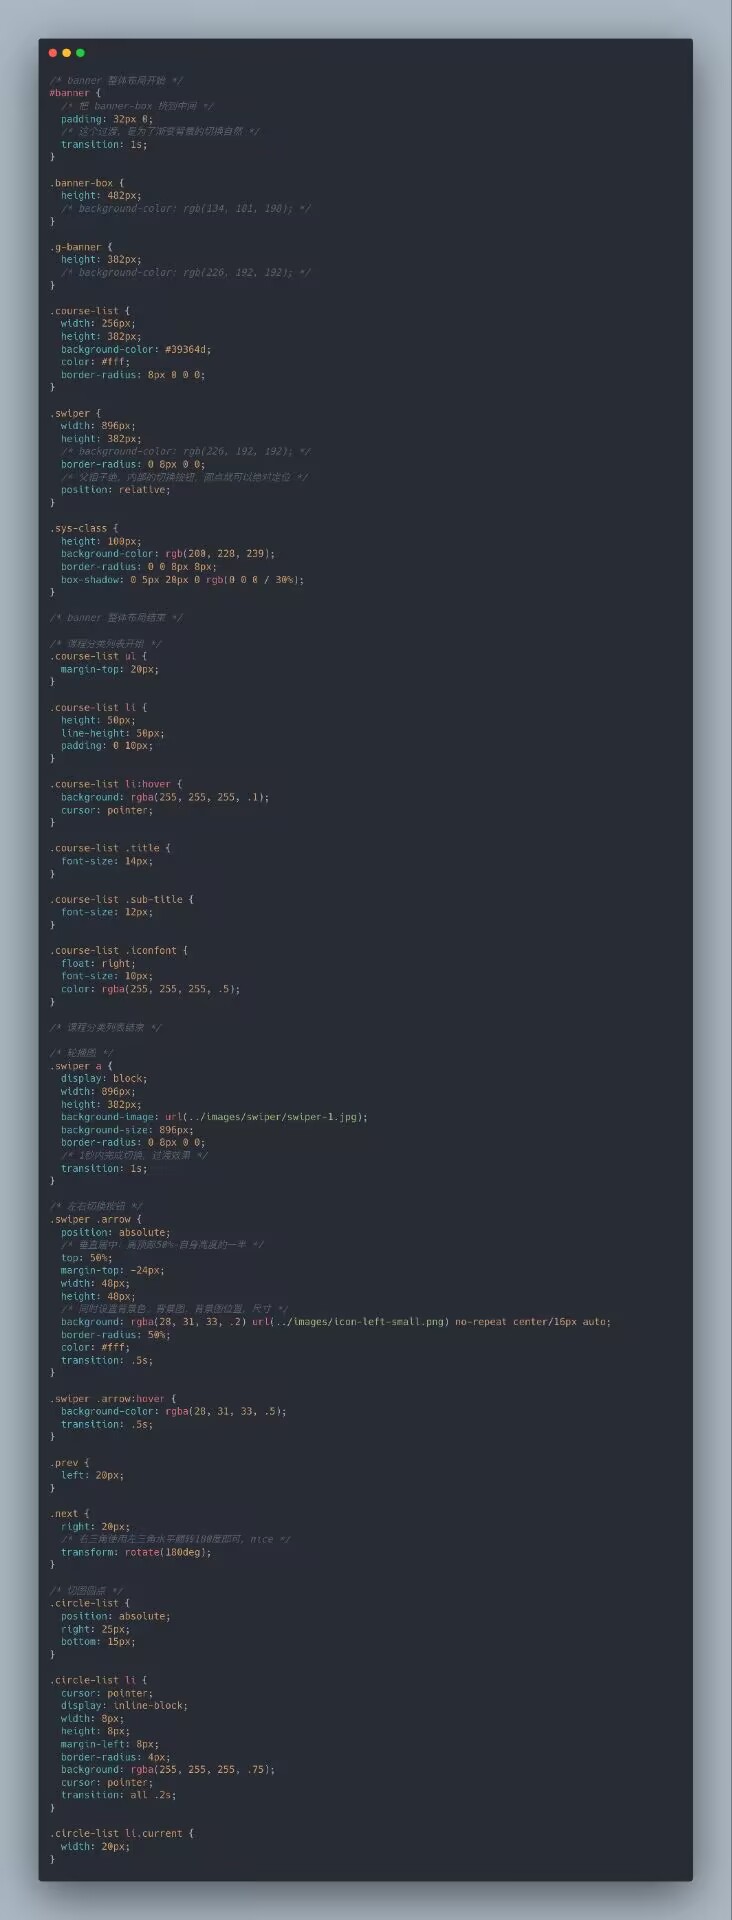 /* banner 整体布局开始 */
#banner {
  /* 把 banner-box 挤到中间 */
  padding: 32px 0;
  /* 这个过渡，是为了渐变背景的切换自然 */
  transition: 1s;
}

.banner-box {
  height: 482px;
  /* background-color: rgb(134, 181, 198); */
}

.g-banner {
  height: 382px;
  /* background-color: rgb(226, 192, 192); */
}

.course-list {
  width: 256px;
  height: 382px;
  background-color: #39364d;
  color: #fff;
  border-radius: 8px 0 0 0;
}

.swiper {
  width: 896px;
  height: 382px;
  /* background-color: rgb(226, 192, 192); */
  border-radius: 0 8px 0 0;
  /* 父相子绝，内部的切换按钮、圆点就可以绝对定位 */
  position: relative;
}

.sys-class {
  height: 100px;
  background-color: rgb(200, 228, 239);
  border-radius: 0 0 8px 8px;
  box-shadow: 0 5px 20px 0 rgb(0 0 0 / 30%);
}

/* banner 整体布局结束 */

/* 课程分类列表开始 */
.course-list ul {
  margin-top: 20px;
}

.course-list li {
  height: 50px;
  line-height: 50px;
  padding: 0 10px;
}

.course-list li:hover {
  background: rgba(255, 255, 255, .1);
  cursor: pointer;
}

.course-list .title {
  font-size: 14px;
}

.course-list .sub-title {
  font-size: 12px;
}

.course-list .iconfont {
  float: right;
  font-size: 10px;
  color: rgba(255, 255, 255, .5);
}

/* 课程分类列表结束 */

/* 轮播图 */
.swiper a {
  display: block;
  width: 896px;
  height: 382px;
  background-image: url(../images/swiper/swiper-1.jpg);
  background-size: 896px;
  border-radius: 0 8px 0 0;
  /* 1秒内完成切换，过渡效果 */
  transition: 1s;
}

/* 左右切换按钮 */
.swiper .arrow {
  position: absolute;
  /* 垂直居中：离顶部50%-自身高度的一半 */
  top: 50%;
  margin-top: -24px;
  width: 48px;
  height: 48px;
  /* 同时设置背景色、背景图、背景图位置、尺寸 */
  background: rgba(28, 31, 33, .2) url(../images/icon-left-small.png) no-repeat center/16px auto;
  border-radius: 50%;
  color: #fff;
  transition: .5s;
}

.swiper .arrow:hover {
  background-color: rgba(28, 31, 33, .5);
  transition: .5s;
}

.prev {
  left: 20px;
}

.next {
  right: 20px;
  /* 右三角使用左三角水平翻转180度即可，nice */
  transform: rotate(180deg);
}

/* 切图圆点 */
.circle-list {
  position: absolute;
  right: 25px;
  bottom: 15px;
}

.circle-list li {
  cursor: pointer;
  display: inline-block;
  width: 8px;
  height: 8px;
  margin-left: 8px;
  border-radius: 4px;
  background: rgba(255, 255, 255, .75);
  cursor: pointer;
  transition: all .2s;
}

.circle-list li.current {
  width: 20px;
}